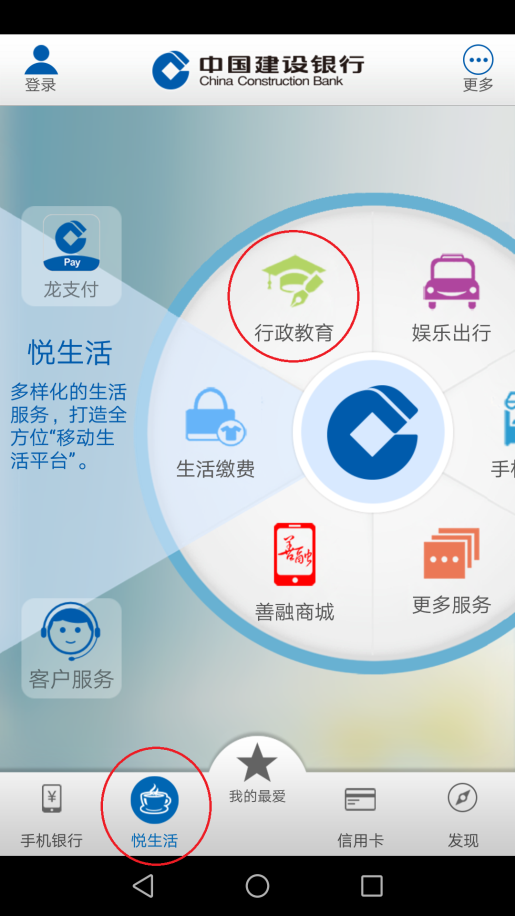 登录
中国建设银行
China Construction Bank
更多
Pay
龙支付
行政教育
娱乐出行
悦生活
多样化的生活
服务，打造全
方位“移动生
活平台”。
生活缴费
手机
善融
善融商城
更多服务
客户服务
我的最爱
¥
手机银行
悦生活
信用卡
发现